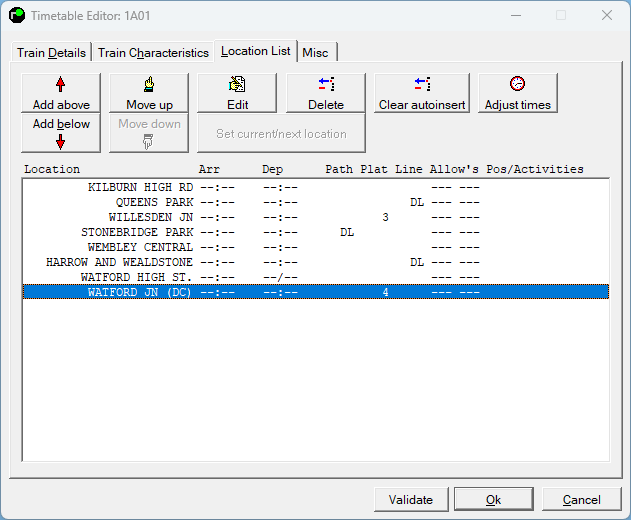 Timetable Editor: 1A01
Train Details Train Characteristics Location List Misc
Add above Move up Edit Delete Clear autoinsert Adjust times
Add below Move down Set current/next location
Location Arr Dep Path Plat Line Allow's Pos/Activities
KILBURN HIGH RD --:-- --:-- --- ---
QUEENS PARK --:-- --:-- DL --- ---
WILLESDEN JN --:-- --:-- 3 --- ---
STONEBRIDGE PARK --:-- --:-- DL --- ---
WEMBLEY CENTRAL --:-- --:-- --- ---
HARROW AND WEALDSTONE --:-- --:-- DL --- ---
WATFORD HIGH ST. --:-- --/-- --- ---
WATFORD JN (DC) --:-- --:-- 4 --- ---
Validate Ok Cancel